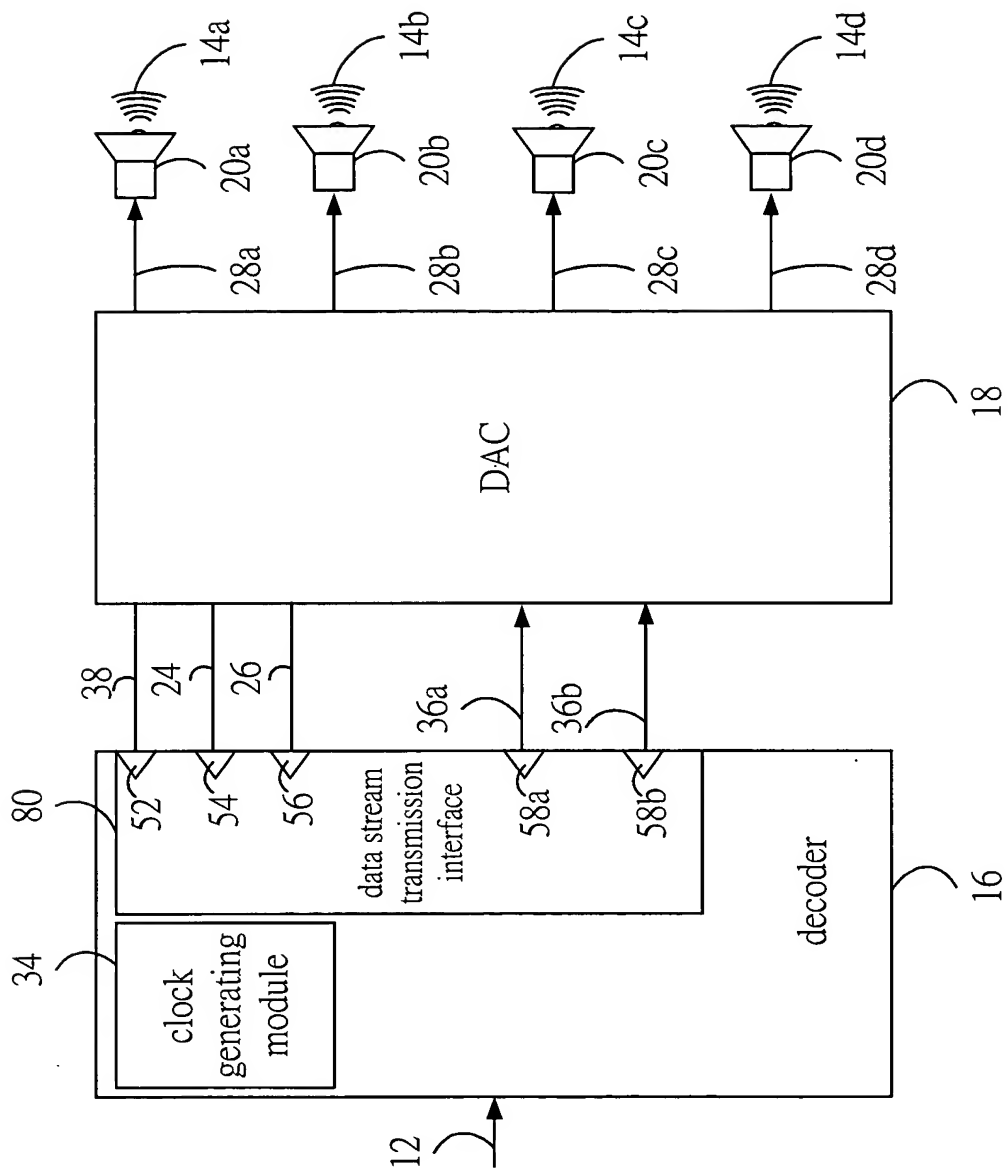 14a
14b
14c
14d
20a
20b
20c
20d
28a
28b
28c
28d
DAC
18
38
24
26
36a
36b
80
52
54
56
58a
58b
data stream
transmission
interface
34
clock
generating
module
decoder
16
12